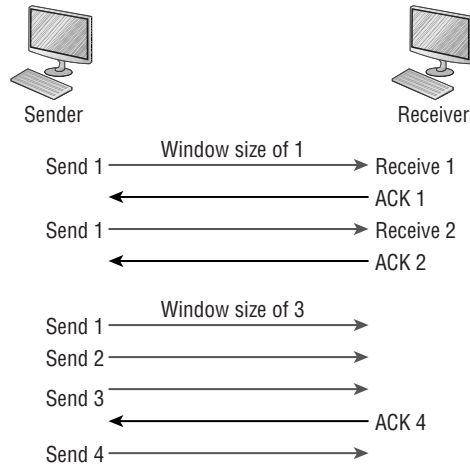 Sender Receiver
Window size of 1
Send 1 Receive 1
ACK 1
Send 1 Receive 2
ACK 2
Window size of 3
Send 1
Send 2
Send 3
ACK 4
Send 4